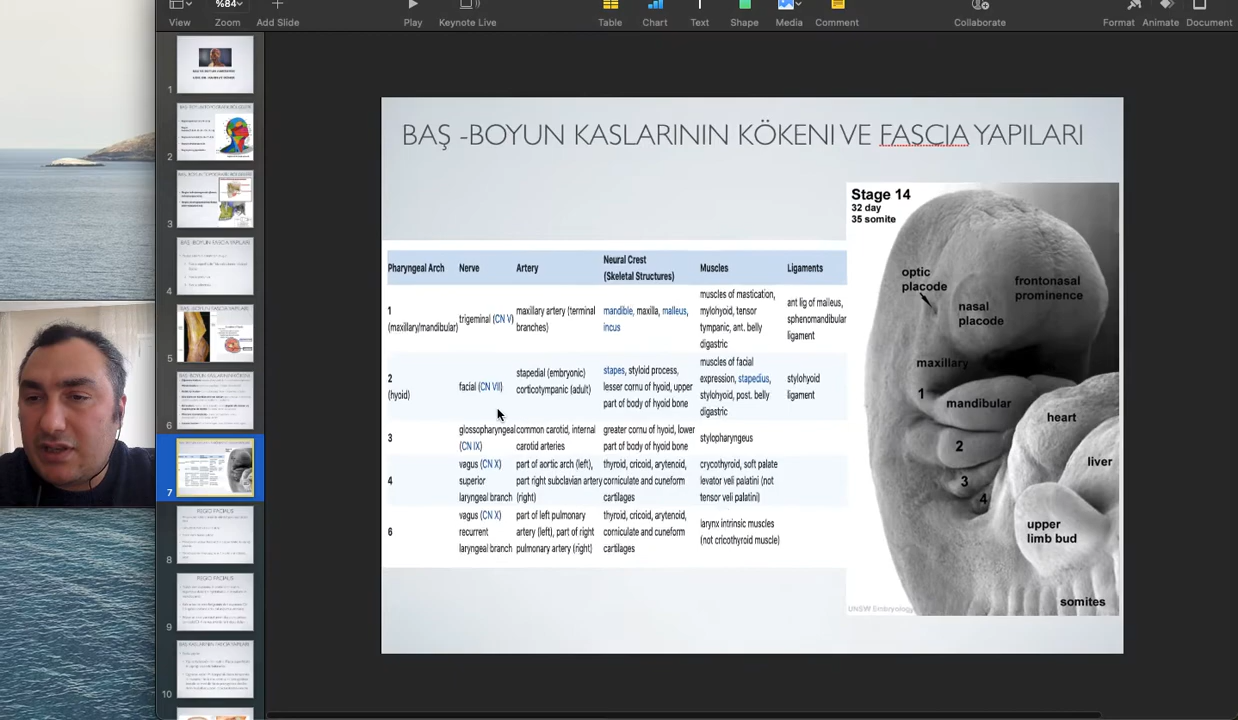 %84
View
Zoom
Add Slide
Play
Keynote Live
Table
Chart
Text
Shape
Media
Comment
Collaborate
Format
Animate
Document
1
2
3
4
5
6
7
8
REGIO FACIALIS
9
REGIO FACIALIS
10
BAŞ -BOYUN KASLARININ KÖKENI VE FASCIA YAPILARI
Pharyngeal Arch
Nerve
Artery
Neural Crest
(Skeletal Structures)
Muscles
Ligaments
1
(maxillary/mandibular)
trigeminal (CN V)
maxillary artery (terminal
branches)
mandible, maxilla, malleus,
incus
muscles of mastication,
mylohyoid, tensor
tympanic, ant. belly
digastric
ant lig of malleus,
sphenomandibular
ligament
2
(hyoid)
facial (CN VII)
stapedial (embryonic)
corticotympanic (adult)
stapes, styloid process,
lesser cornu of hyoid, upper
part of body of hyoid bone
muscles of facial
expression, stapedius,
stylohyoid, post. belly
digastric
stylohyoid
ligament
3
glossopharyngeal
(CN IX)
common carotid, internal
carotid arteries
greater cornu of hyoid, lower
part of body of hyoid bone
stylopharyngeus
4
vagus (CN X)
superior
laryngeal branch
part of aortic arch (left),
part right subclavian artery
(right)
thyroid, cricoid, arytenoid,
corniculate and cuneform
cartilages
crycothyroid, soft palate
levator veli palatini (not
tensor veli palatini)
6
vagus (CN X)
recurrent
laryngeal branch
part of left pulmonary
artery (left), part of right
pulmonary artery (right)
thyroid, cricoid, arytenoid,
corniculate and cuneform
cartilages
larynx intrinsic muscles
(not cricothyroid muscle)
Stage 14
32 day
35 somite
optic
placode
frontonasal
prominence
nasal
placode
maxillary
mandibular
heart
2
liver
3
4
upper
limb bud
somites
UNSW Embryology